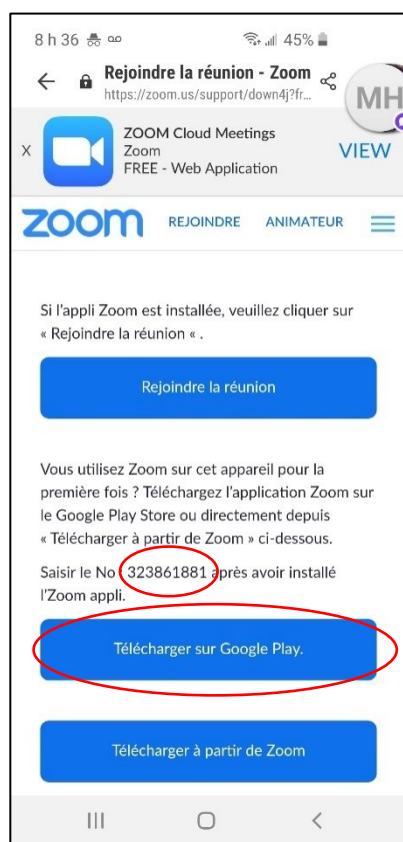 8 h 36 45%
Rejoindre la réunion - Zoom
https://zoom.us/support/down4j?fr...
MH
ZOOM Cloud Meetings
X Zoom VIEW
FREE - Web Application
zoom REJOINDRE ANIMATEUR
Si l'appli Zoom est installée, veuillez cliquer sur
« Rejoindre la réunion « .
Rejoindre la réunion
Vous utilisez Zoom sur cet appareil pour la
première fois ? Téléchargez l'application Zoom sur
le Google Play Store ou directement depuis
« Télécharger à partir de Zoom » ci-dessous.
Saisir le No : 323861881 après avoir installé
l'Zoom appli.
Télécharger sur Google Play.
Télécharger à partir de Zoom